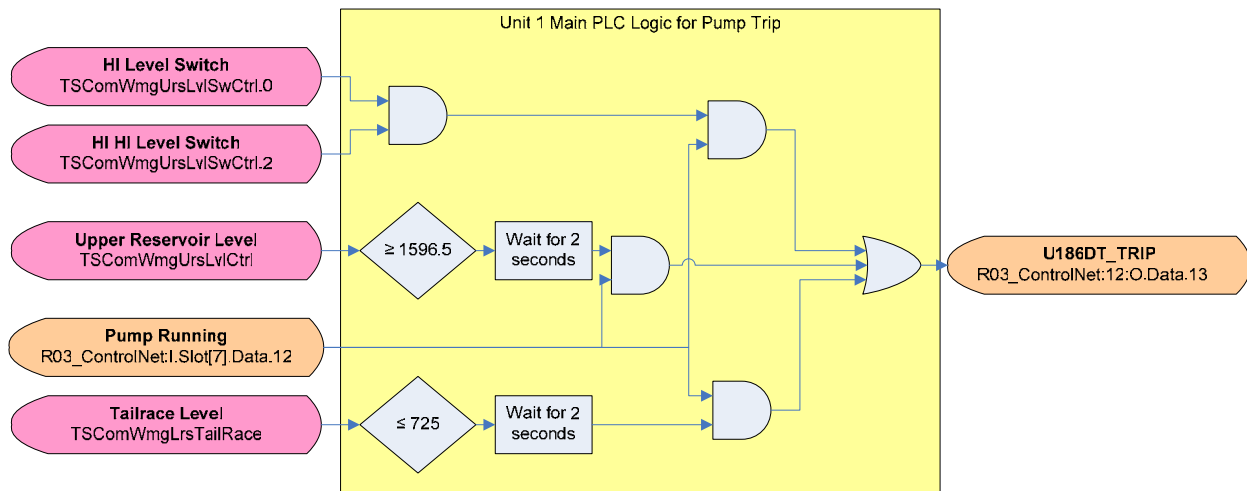 Unit 1 Main PLC Logic for Pump Trip
HI Level Switch
TSComWmgUrsLvlSwCtrl.0
HI HI Level Switch
TSComWmgUrsLvlSwCtrl.2
Upper Reservoir Level
TSComWmgUrsLvlCtrl
≥ 1596.5
Wait for 2
seconds
Pump Running
R03_ControlNet:I.Slot[7].Data.12
Tailrace Level
TSComWmgLrsTailRace
≤ 725
Wait for 2
seconds
U186DT_TRIP
R03_ControlNet:12:O.Data.13